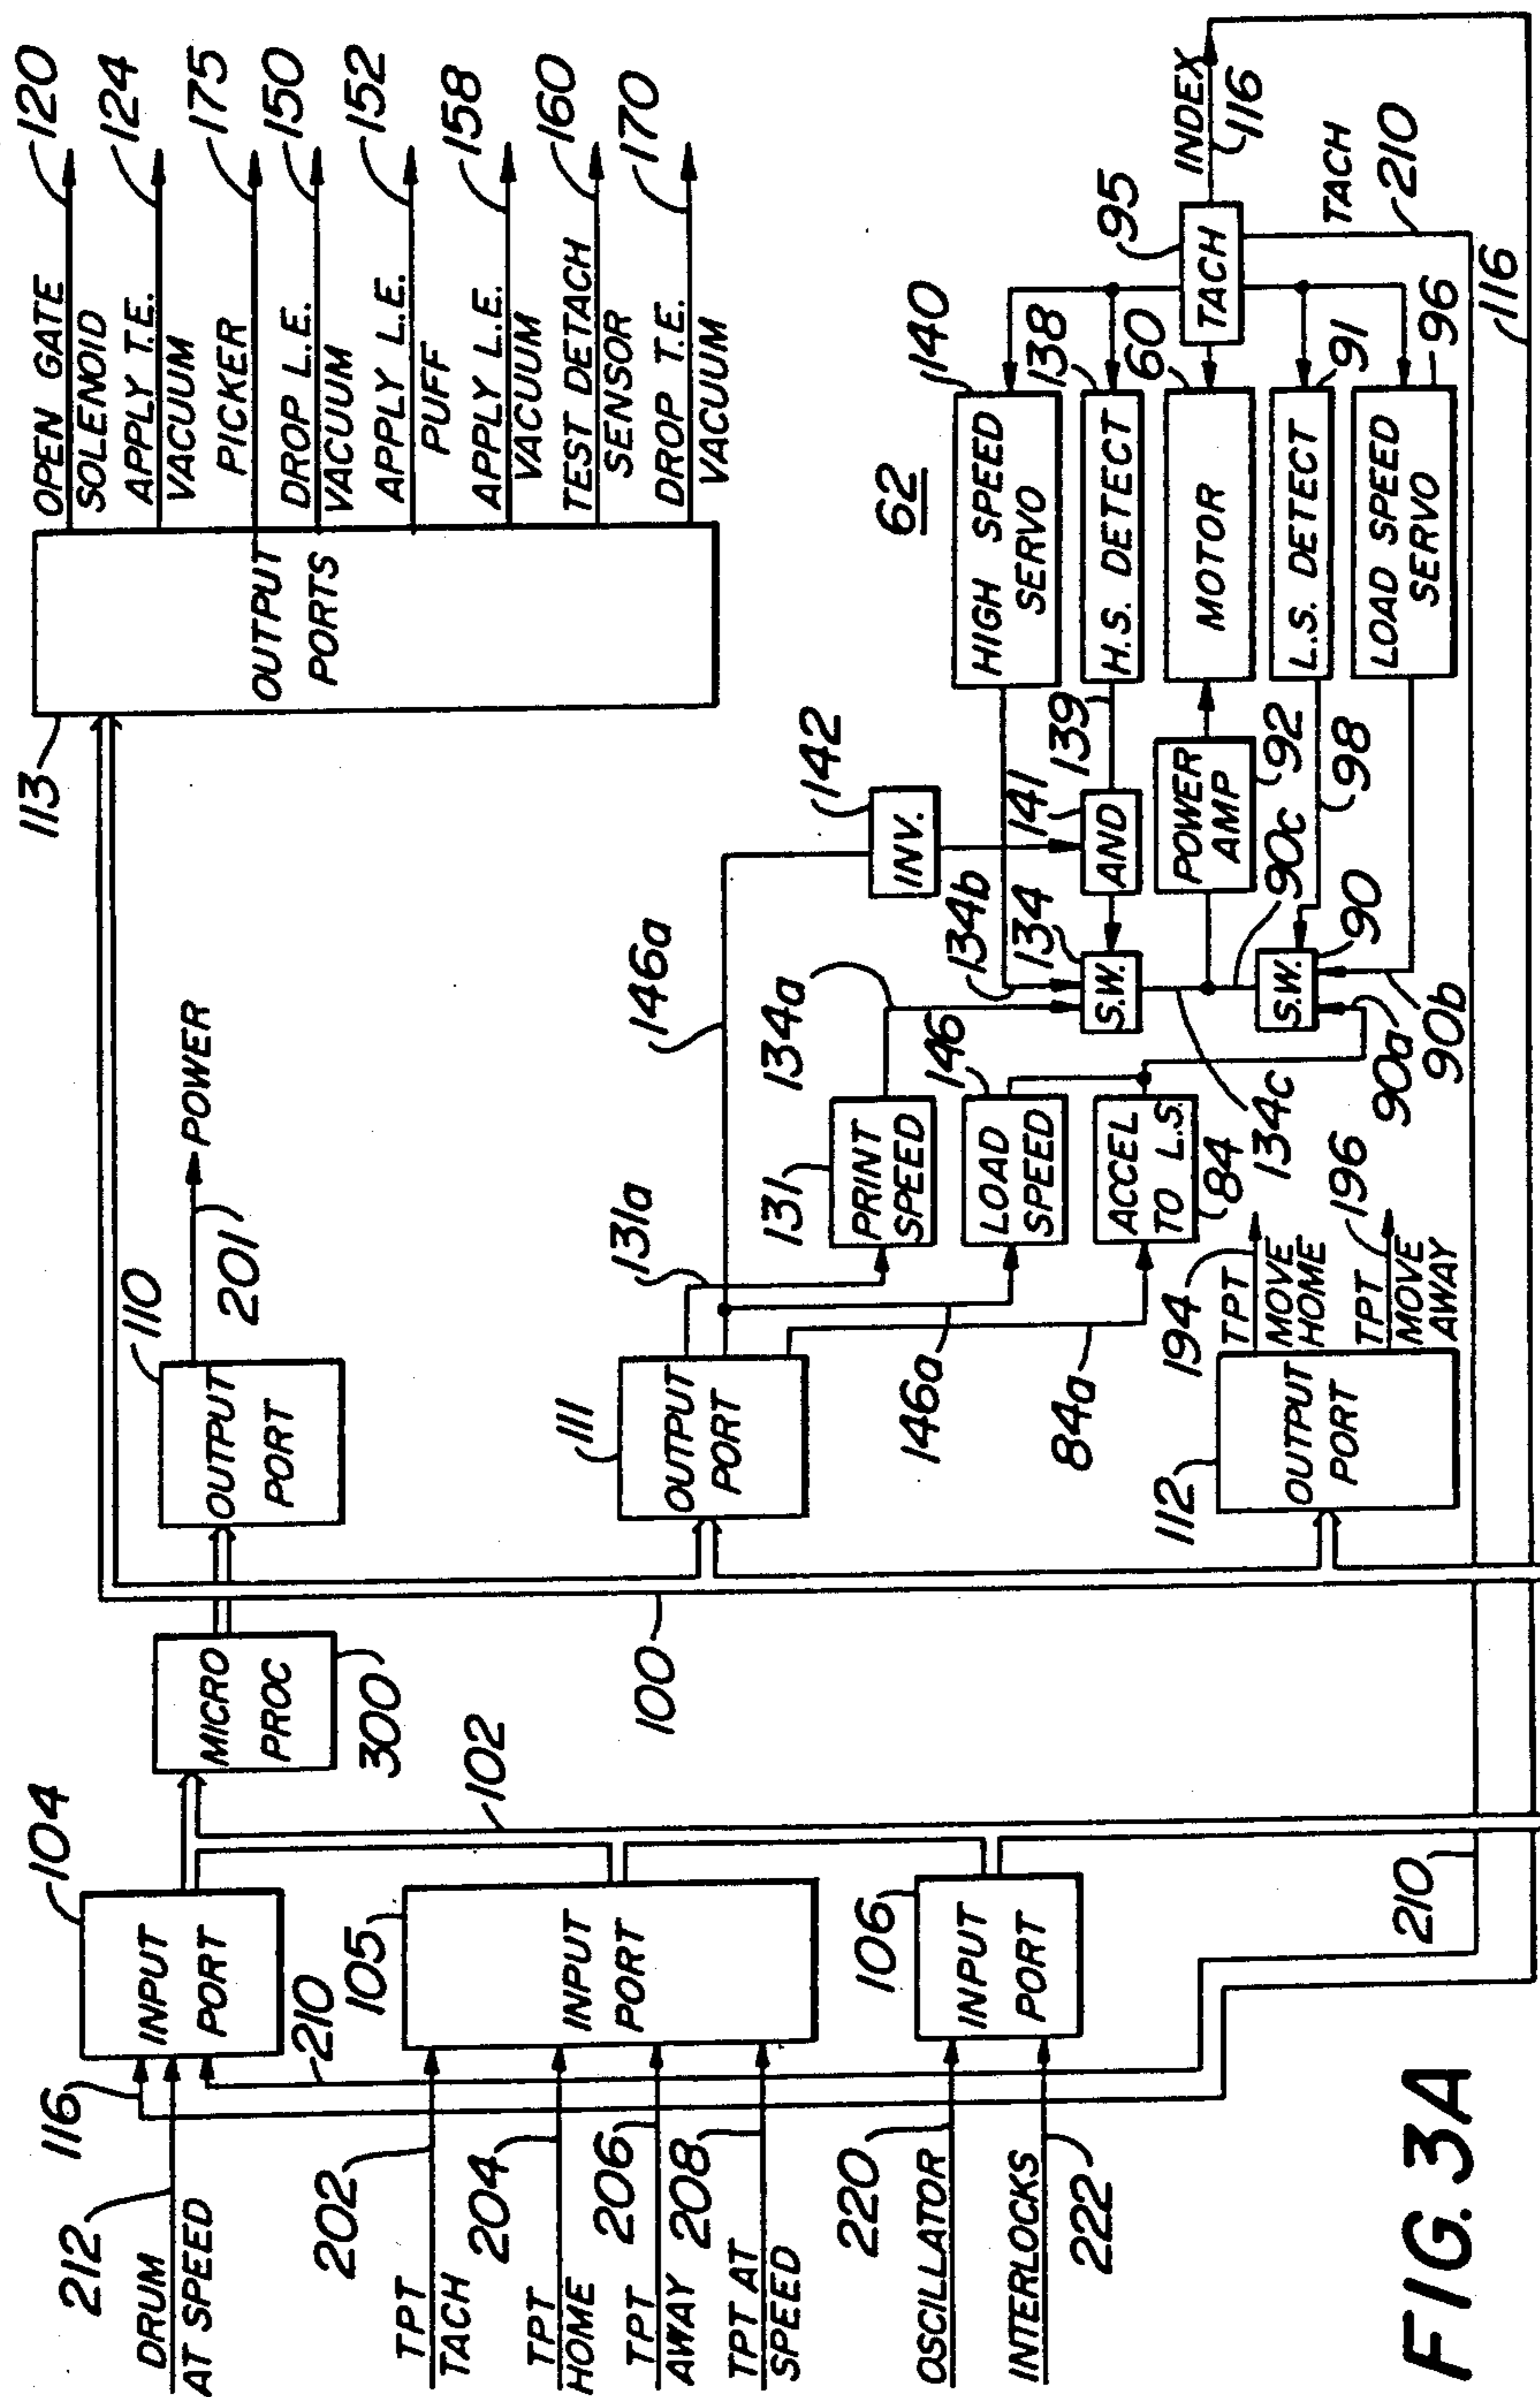 116
104
212
DRUM
AT SPEED
INPUT
PORT
210
102
MICRO
PROC
300
110
OUTPUT
PORT
201
POWER
113
OUTPUT
PORTS
OPEN GATE
SOLENOID
120
APPLY T.E.
VACUUM
124
PICKER
175
DROP L.E.
VACUUM
150
APPLY L.E.
PUFF
152
APPLY L.E.
VACUUM
158
TEST DETACH
SENSOR
160
DROP T.E.
VACUUM
170
202
TPT
TACH
204
TPT
HOME
206
TPT
AWAY
208
TPT AT
SPEED
105
INPUT
PORT
100
111
OUTPUT
PORT
131a
146a
146a
84a
131
PRINT
SPEED
134a
146
LOAD
SPEED
ACCEL
TO L.S.
84
142
INV.
134b
134
S.W.
141
AND
139
62
140
HIGH SPEED
SERVO
138
H.S. DETECT
60
MOTOR
POWER
AMP
92
90c
134c
S.W.
90
90a
90b
98
L.S. DETECT
91
LOAD SPEED
SERVO
96
95
TACH
INDEX
116
TACH
210
116
220
OSCILLATOR
INTERLOCKS
222
106
INPUT
PORT
210
112
OUTPUT
PORT
194
TPT
MOVE
HOME
TPT
MOVE
AWAY
196
FIG. 3A